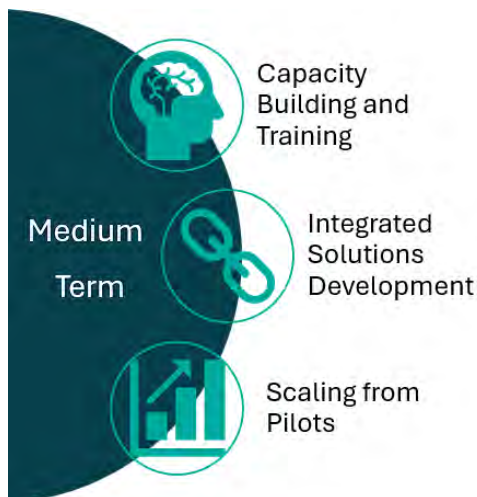 Capacity
Building and
Training
Medium
Term
Integrated
Solutions
Development
Scaling from
Pilots